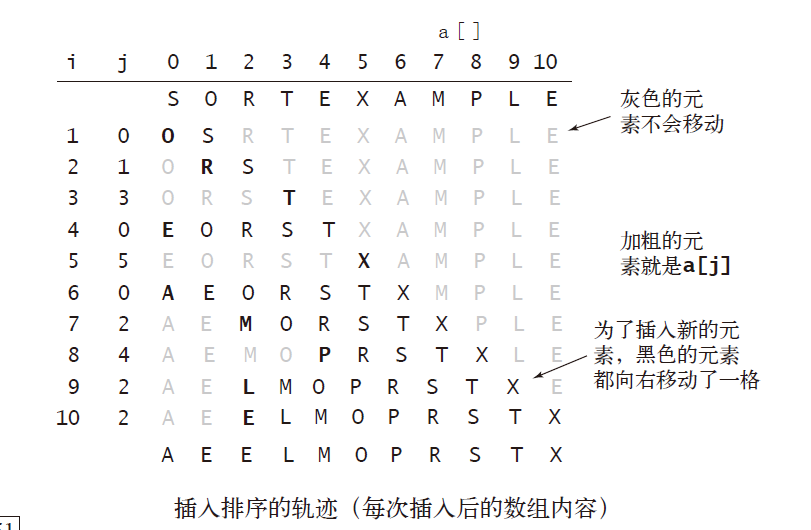 a[]
i j 0 1 2 3 4 5 6 7 8 9 10
S O R T E X A M P L E
灰色的元
素不会移动
1 0 O S R T E X A M P L E
2 1 O R S T E X A M P L E
3 3 O R S T E X A M P L E
4 0 E O R S T X A M P L E
加粗的元
素就是a[j]
5 5 E O R S T X A M P L E
6 0 A E O R S T X M P L E
7 2 A E M O R S T X P L E
为了插入新的元
素，黑色的元素
都向右移动了一格
8 4 A E M O P R S T X L E
9 2 A E L M O P R S T X E
10 2 A E E L M O P R S T X
A E E L M O P R S T X
插入排序的轨迹（每次插入后的数组内容）